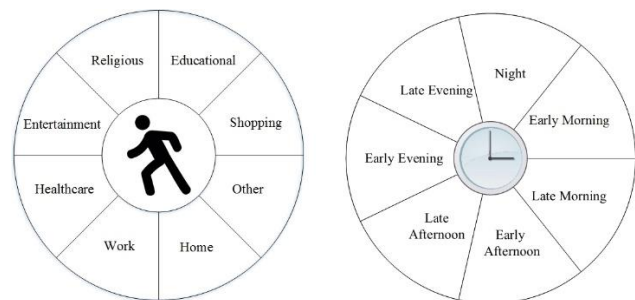 Religious
Educational
Entertainment
Shopping
Healthcare
Other
Work
Home
Night
Late Evening
Early Morning
Early Evening
Late Morning
Late
Afternoon
Early
Afternoon